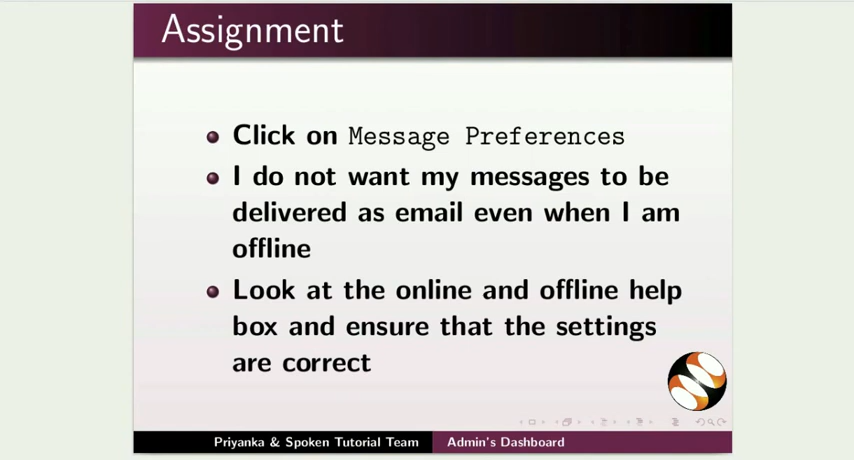 Assignment
Click on Message Preferences
I do not want my messages to be
delivered as email even when I am
offline
Look at the online and offline help
box and ensure that the settings
are correct
Priyanka & Spoken Tutorial Team
Admin's Dashboard